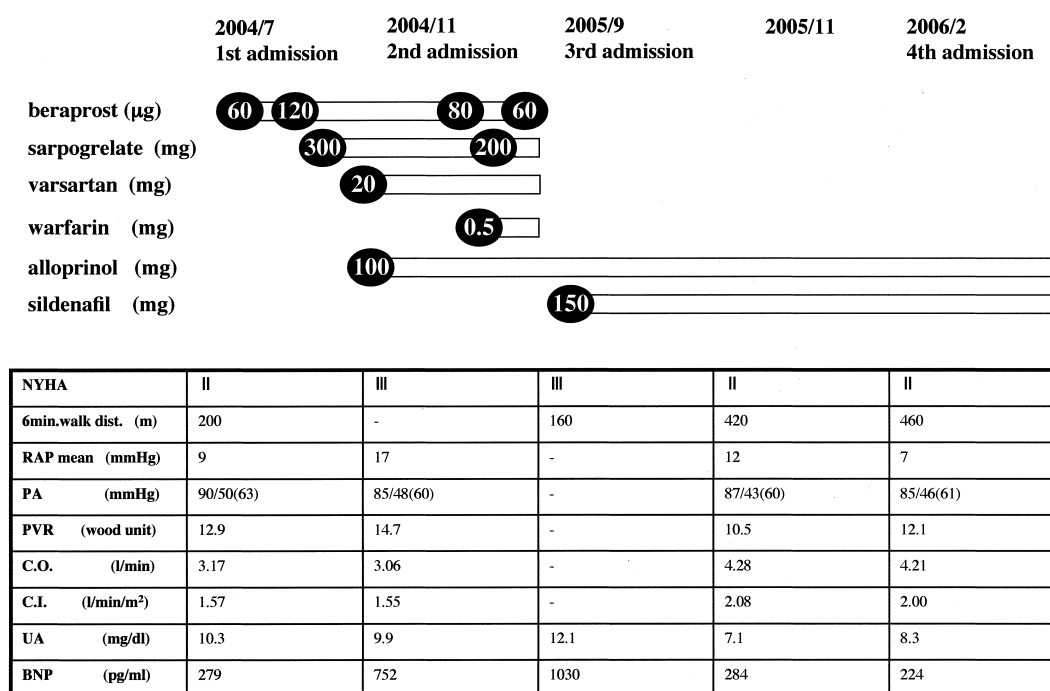 2004/7 2004/11 2005/9 2005/11 2006/2
1st admission 2nd admission 3rd admission 4th admission
beraprost (μg) 60 120 80 60
sarpogrelate (mg) 300 200
varsartan (mg) 20
warfarin (mg) 0.5
alloprinol (mg) 100
sildenafil (mg) 150
NYHA II III III II II
6min.walk dist. (m) 200 - 160 420 460
RAP mean (mmHg) 9 17 - 12 7
PA (mmHg) 90/50(63) 85/48(60) - 87/43(60) 85/46(61)
PVR (wood unit) 12.9 14.7 - 10.5 12.1
C.O. (l/min) 3.17 3.06 - 4.28 4.21
C.I. (l/min/m²) 1.57 1.55 - 2.08 2.00
UA (mg/dl) 10.3 9.9 12.1 7.1 8.3
BNP (pg/ml) 279 752 1030 284 224